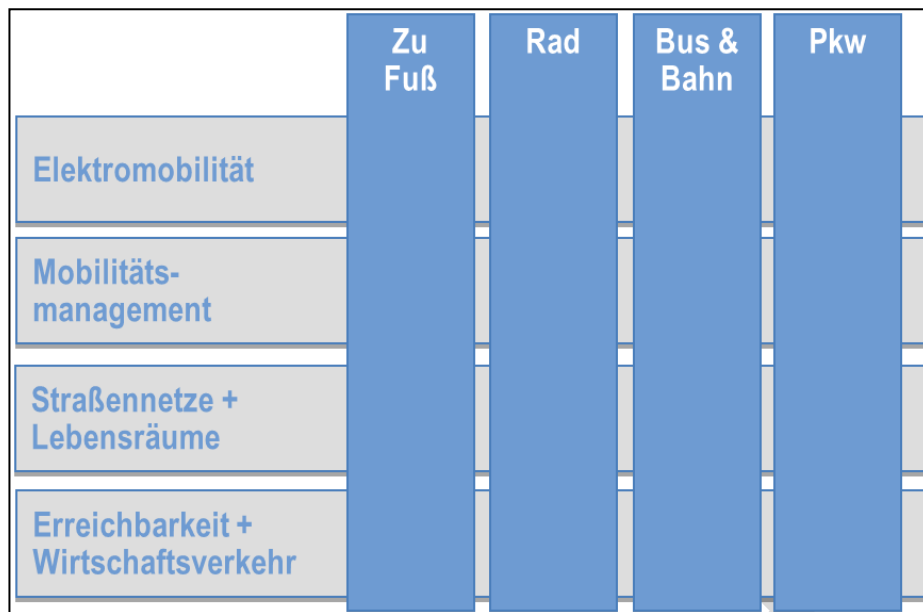 Zu
Fuß
Rad
Bus &
Bahn
Pkw
Elektromobilität
Mobilitäts-
management
Straßennetze +
Lebensräume
Erreichbarkeit +
Wirtschaftsverkehr